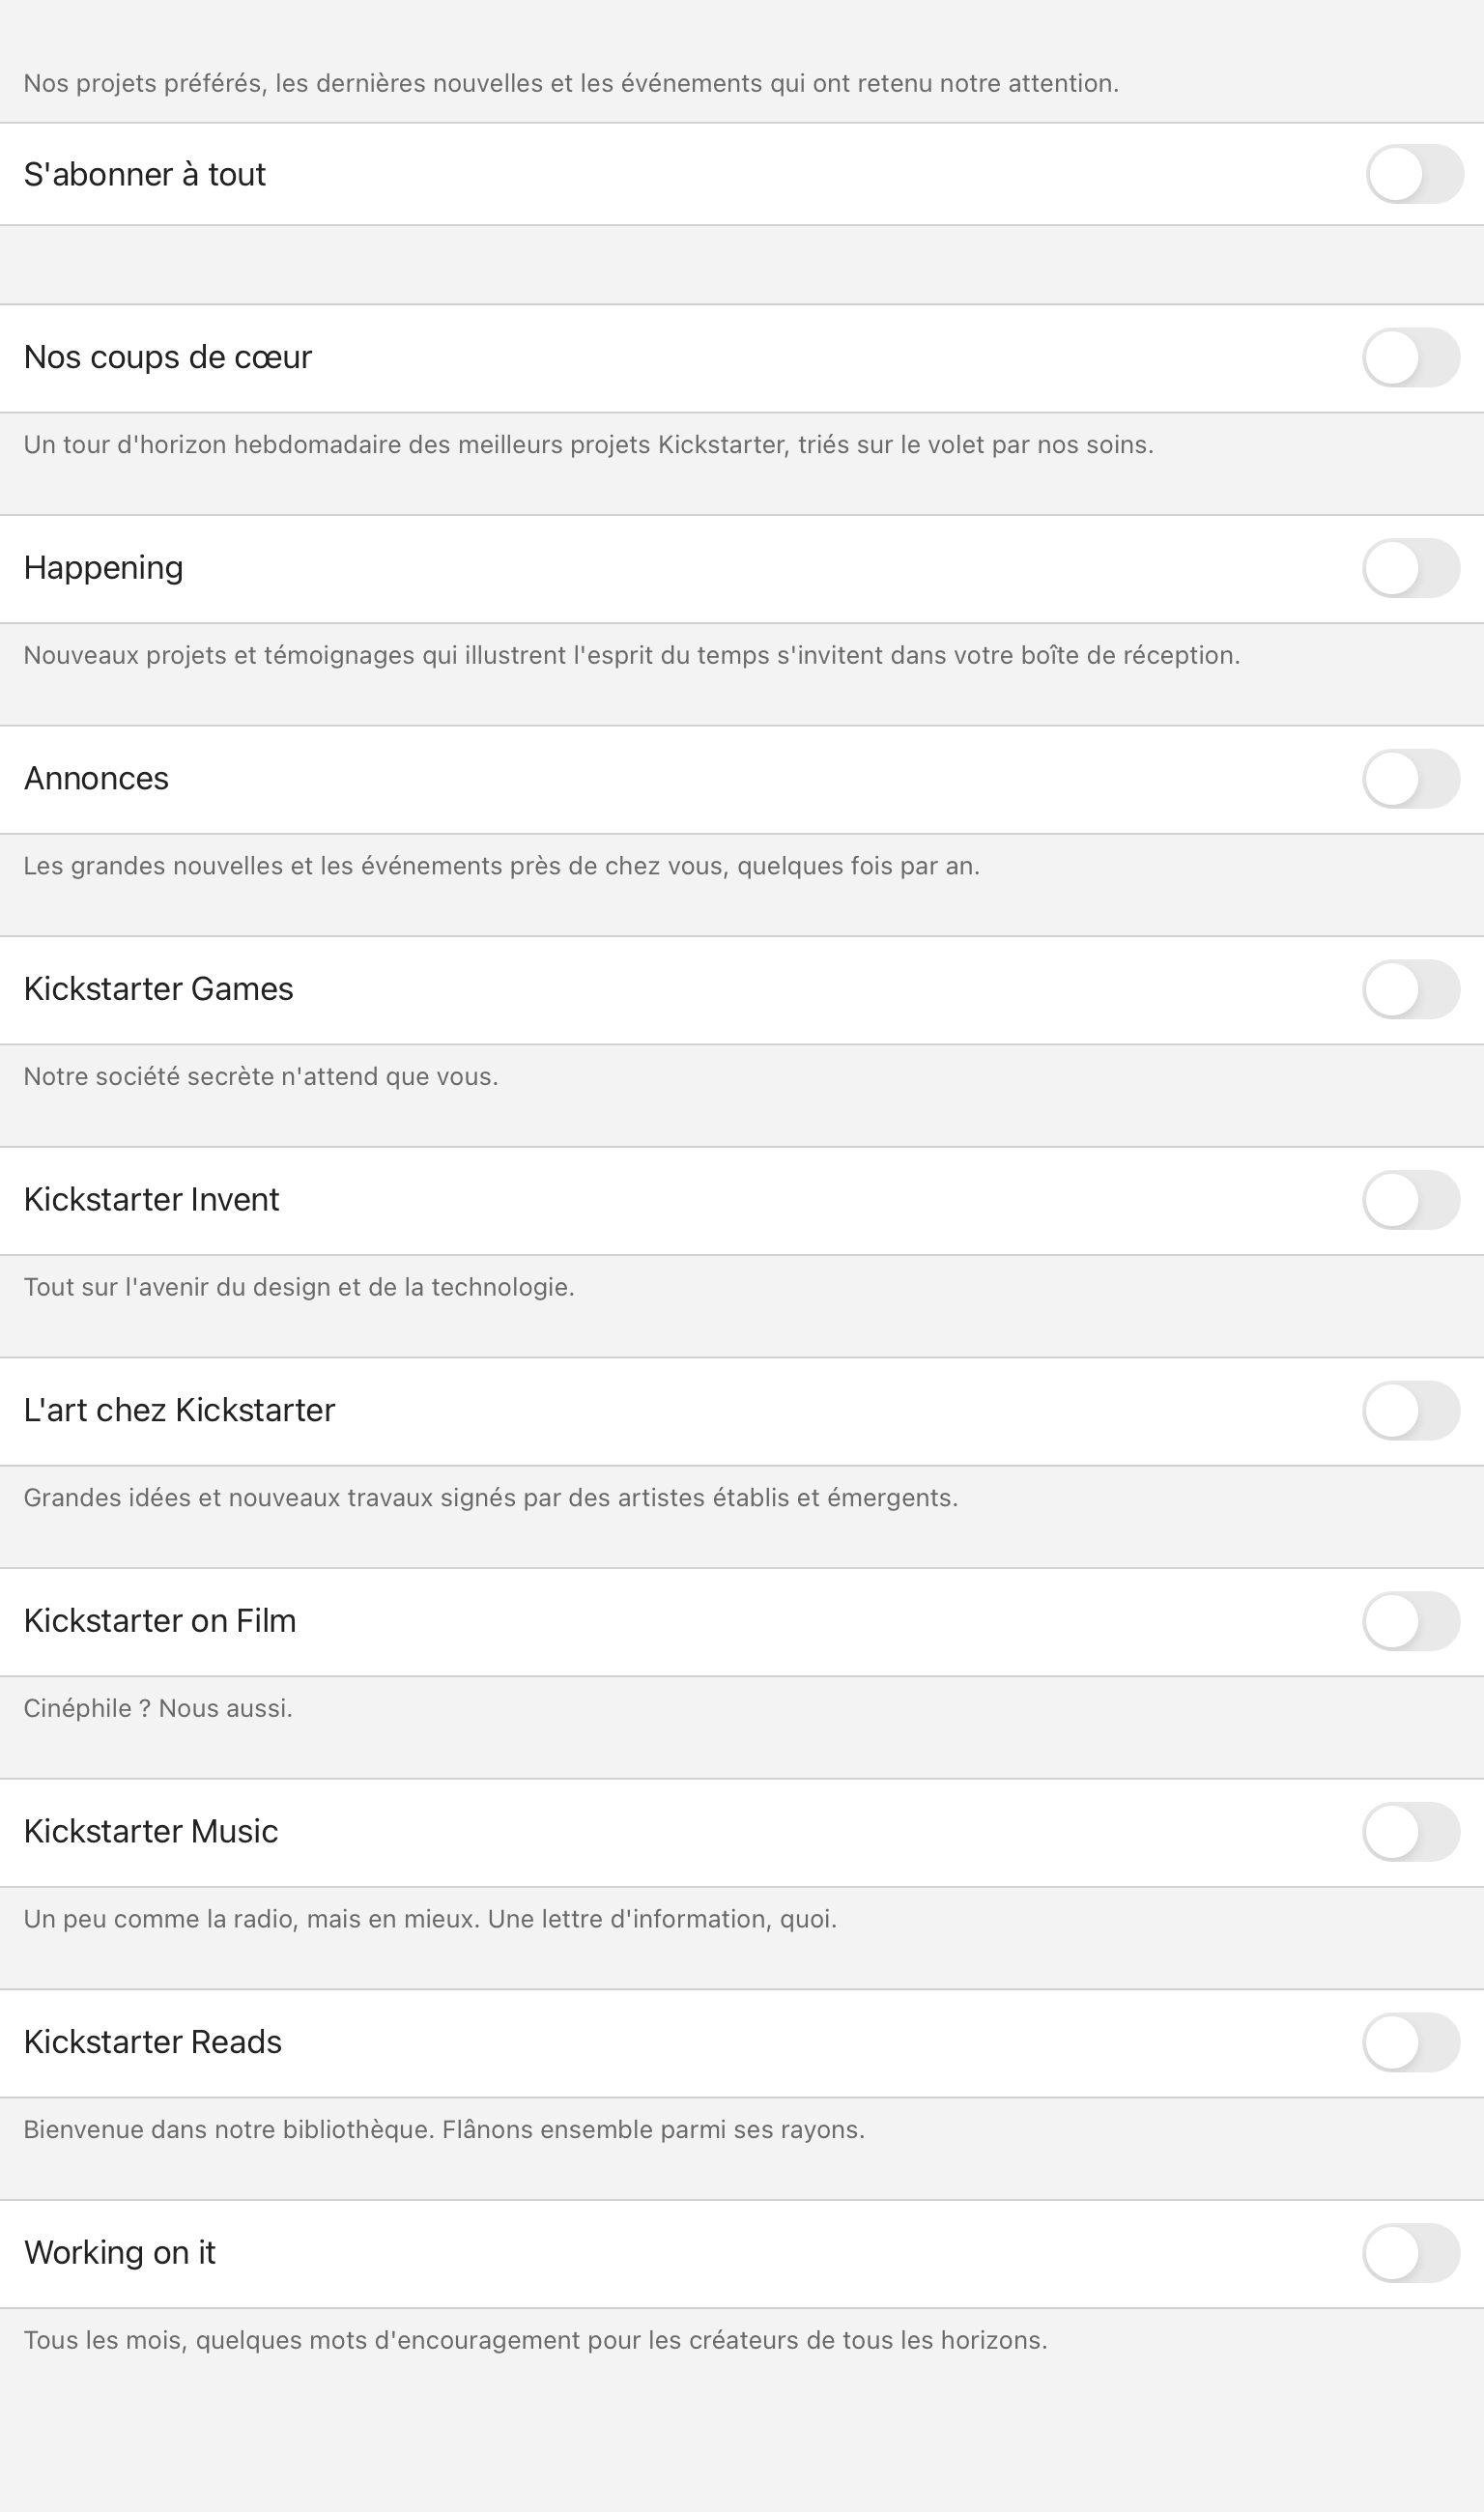 Nos projets préférés, les dernières nouvelles et les événements qui ont retenu notre attention.
S'abonner à tout
Nos coups de cœur
Un tour d'horizon hebdomadaire des meilleurs projets Kickstarter, triés sur le volet par nos soins.
Happening
Nouveaux projets et témoignages qui illustrent l'esprit du temps s'invitent dans votre boîte de réception.
Annonces
Les grandes nouvelles et les événements près de chez vous, quelques fois par an.
Kickstarter Games
Notre société secrète n'attend que vous.
Kickstarter Invent
Tout sur l'avenir du design et de la technologie.
L'art chez Kickstarter
Grandes idées et nouveaux travaux signés par des artistes établis et émergents.
Kickstarter on Film
Cinéphile ? Nous aussi.
Kickstarter Music
Un peu comme la radio, mais en mieux. Une lettre d'information, quoi.
Kickstarter Reads
Bienvenue dans notre bibliothèque. Flânons ensemble parmi ses rayons.
Working on it
Tous les mois, quelques mots d'encouragement pour les créateurs de tous les horizons.